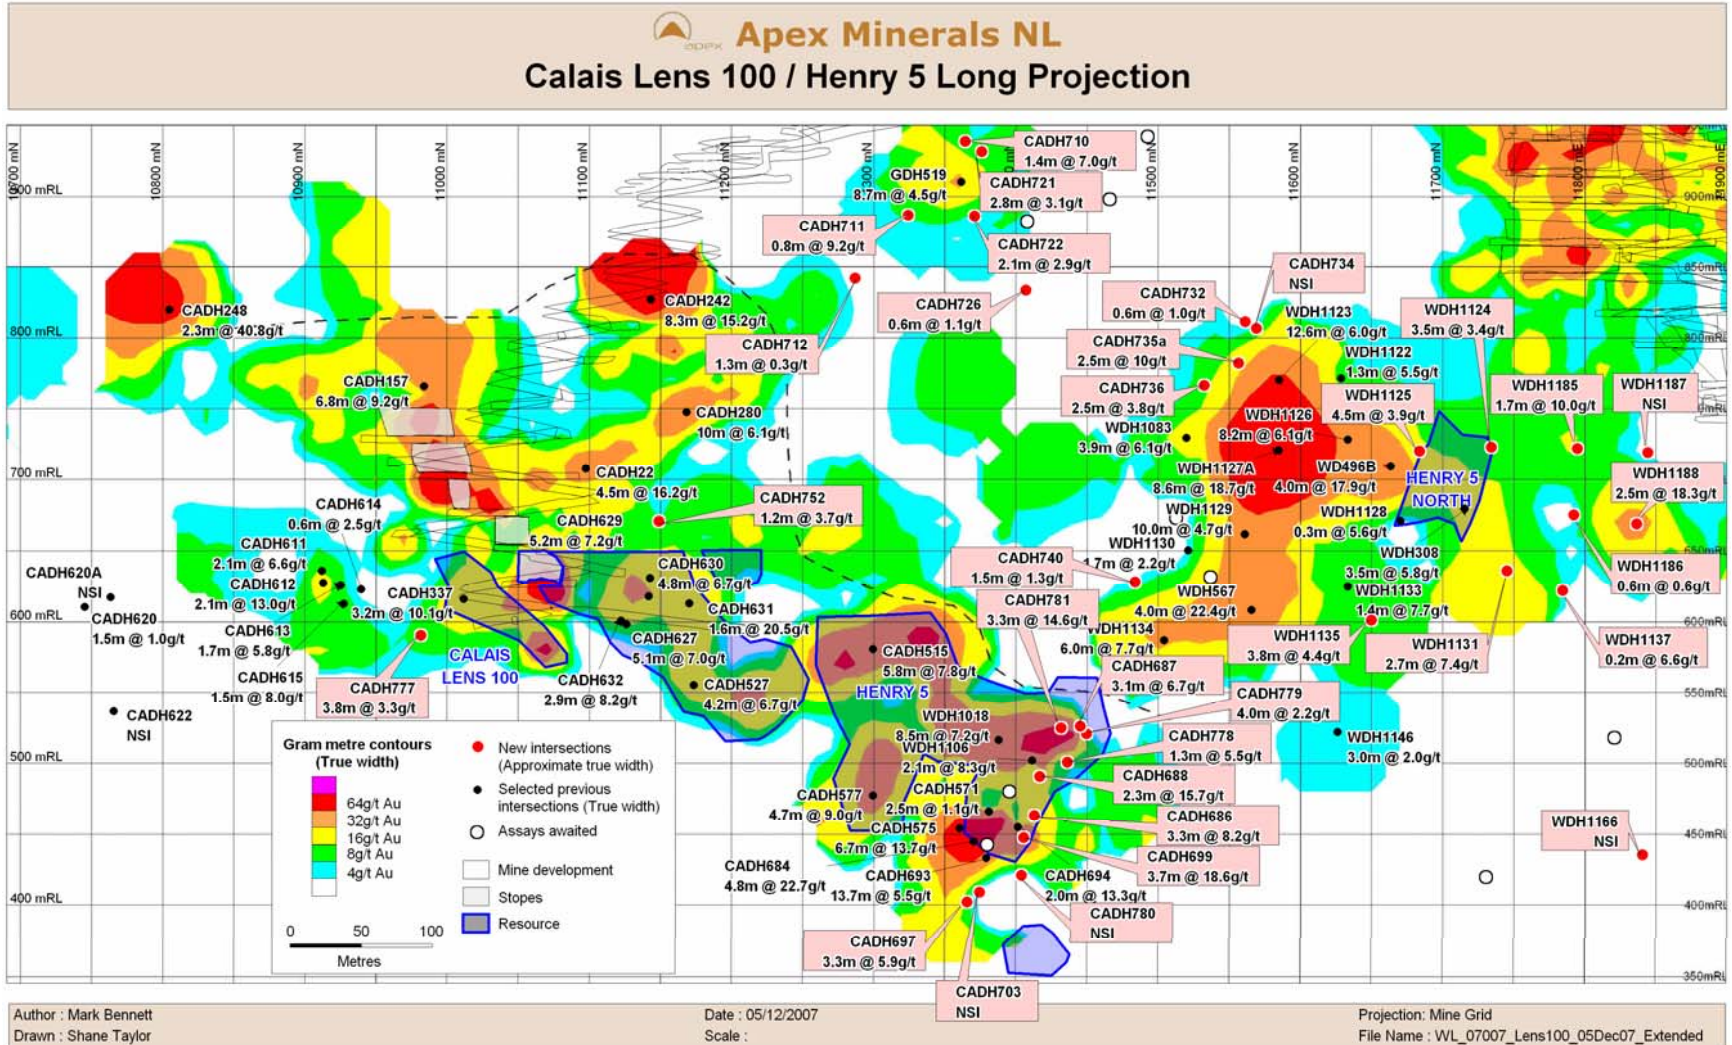 apex
Apex Minerals NL
Calais Lens 100 / Henry 5 Long Projection
10800 mN
10900 mN
11000 mN
11100 mN
11200 mN
11300 mN
11500 mN
11600 mN
11700 mN
11800 mN
11900 mE
800 mRL
700 mRL
600 mRL
500 mRL
400 mRL
900mRL
850mRL
800mRL
700mRL
650mRL
600mRL
550mRL
500mRL
450mRL
400mRL
350mRL
CADH710
1.4m @ 7.0g/t
GDH519
8.7m @ 4.5g/t
CADH721
2.8m @ 3.1g/t
CADH711
0.8m @ 9.2g/t
CADH722
2.1m @ 2.9g/t
CADH734
NSI
CADH726
0.6m @ 1.1g/t
CADH732
0.6m @ 1.0g/t
WDH1123
12.6m @ 6.0g/t
WDH1124
3.5m @ 3.4g/t
CADH248
2.3m @ 40.8g/t
CADH242
8.3m @ 15.2g/t
CADH712
1.3m @ 0.3g/t
CADH735a
2.5m @ 10g/t
WDH1122
1.3m @ 5.5g/t
CADH157
6.8m @ 9.2g/t
CADH736
2.5m @ 3.8g/t
WDH1125
4.5m @ 3.9g/t
WDH1185
1.7m @ 10.0g/t
WDH1187
NSI
CADH280
10m @ 6.1g/t
WDH1083
3.9m @ 6.1g/t
WDH1126
8.2m @ 6.1g/t
CADH22
4.5m @ 16.2g/t
WDH1127A
8.6m @ 18.7g/t
WD496B
4.0m @ 17.9g/t
HENRY 5
NORTH
WDH1188
2.5m @ 18.3g/t
CADH614
0.6m @ 2.5g/t
CADH629
5.2m @ 7.2g/t
CADH752
1.2m @ 3.7g/t
WDH1129
10.0m @ 4.7g/t
WDH1128
0.3m @ 5.6g/t
CADH611
2.1m @ 6.6g/t
CADH612
2.1m @ 13.0g/t
CADH630
4.8m @ 6.7g/t
CADH740
1.5m @ 1.3g/t
WDH1130
1.7m @ 2.2g/t
WDH308
3.5m @ 5.8g/t
WDH1186
0.6m @ 0.6g/t
CADH620A
NSI
CADH620
1.5m @ 1.0g/t
CADH337
3.2m @ 10.1g/t
CADH631
1.6m @ 20.5g/t
CADH781
3.3m @ 14.6g/t
WDH567
4.0m @ 22.4g/t
WDH1133
1.4m @ 7.7g/t
CADH613
1.7m @ 5.8g/t
CALAIS
LENS 100
CADH627
5.1m @ 7.0g/t
CADH515
5.8m @ 7.8g/t
WDH1134
6.0m @ 7.7g/t
WDH1135
3.8m @ 4.4g/t
WDH1131
2.7m @ 7.4g/t
WDH1137
0.2m @ 6.6g/t
CADH615
1.5m @ 8.0g/t
CADH777
3.8m @ 3.3g/t
CADH632
2.9m @ 8.2g/t
CADH527
4.2m @ 6.7g/t
HENRY 5
CADH687
3.1m @ 6.7g/t
CADH779
4.0m @ 2.2g/t
CADH622
NSI
WDH1018
8.5m @ 7.2g/t
WDH1106
2.1m @ 8.3g/t
CADH778
1.3m @ 5.5g/t
WDH1146
3.0m @ 2.0g/t
CADH577
4.7m @ 9.0g/t
CADH571
2.5m @ 1.1g/t
CADH688
2.3m @ 15.7g/t
CADH575
6.7m @ 13.7g/t
CADH686
3.3m @ 8.2g/t
WDH1166
NSI
CADH684
4.8m @ 22.7g/t
CADH693
13.7m @ 5.5g/t
CADH694
2.0m @ 13.3g/t
CADH699
3.7m @ 18.6g/t
CADH780
NSI
CADH697
3.3m @ 5.9g/t
CADH703
NSI
Gram metre contours
(True width)
64g/t Au
32g/t Au
16g/t Au
8g/t Au
4g/t Au
0 50 100
Metres
New intersections
(Approximate true width)
Selected previous
intersections (True width)
Assays awaited
Mine development
Stopes
Resource
Author : Mark Bennett
Drawn : Shane Taylor
Date : 05/12/2007
Scale :
Projection: Mine Grid
File Name : WL_07007_Lens100_05Dec07_Extended